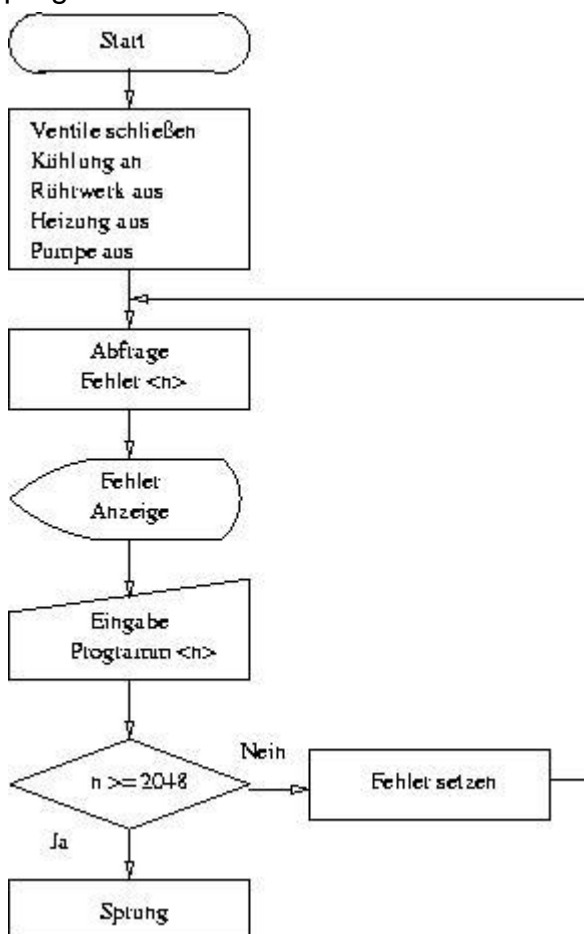 Start
Ventile schließen
Kühlung an
Rührwerk aus
Heizung aus
Pumpe aus
Abfrage
Fehler <n>
Fehler
Anzeige
Eingabe
Programm <n>
n >= 2048
Nein
Fehler setzen
Ja
Sprung